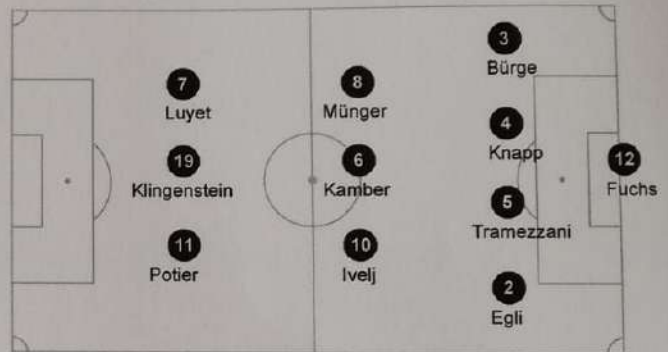 3
Bürge
7
Luyet
8
Münger
4
Knapp
12
Fuchs
19
Klingenstein
6
Kamber
5
Tramezzani
11
Potier
10
Ivelj
2
Egli